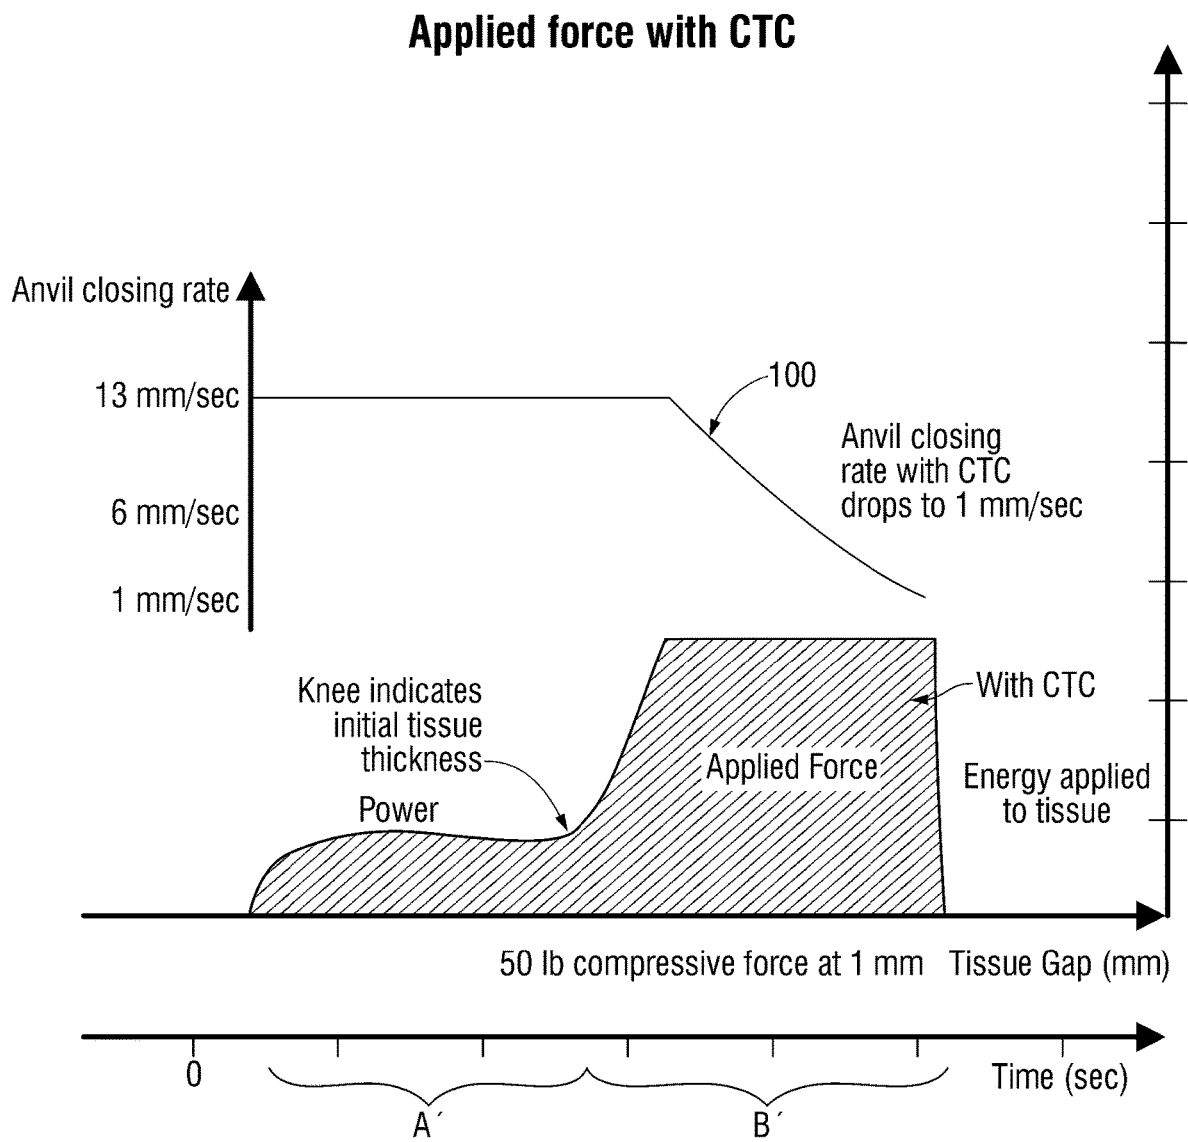 Applied force with CTC
Anvil closing rate
13 mm/sec
6 mm/sec
1 mm/sec
100
Anvil closing
rate with CTC
drops to 1 mm/sec
Knee indicates
initial tissue
thickness
Power
Applied Force
With CTC
Energy applied
to tissue
50 lb compressive force at 1 mm
Tissue Gap (mm)
0
Time (sec)
A´
B´